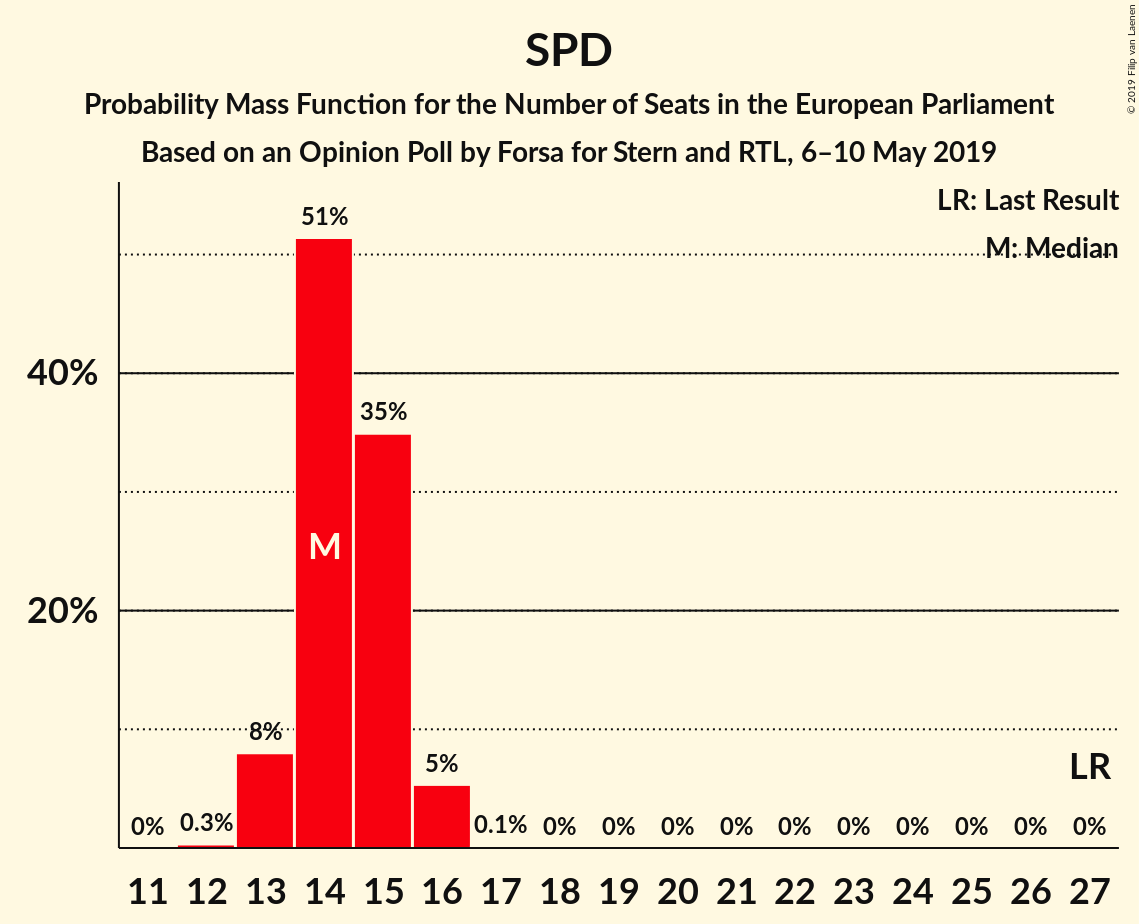 SPD
Probability Mass Function for the Number of Seats in the European Parliament
Based on an Opinion Poll by Forsa for Stern and RTL, 6–10 May 2019
© 2019 Filip van Laenen
LR: Last Result
M: Median
51%
40%
35%
M
20%
8%
5%
LR
0% 0.3% 0.1% 0% 0% 0% 0% 0% 0% 0% 0% 0% 0%
11 12 13 14 15 16 17 18 19 20 21 22 23 24 25 26 27